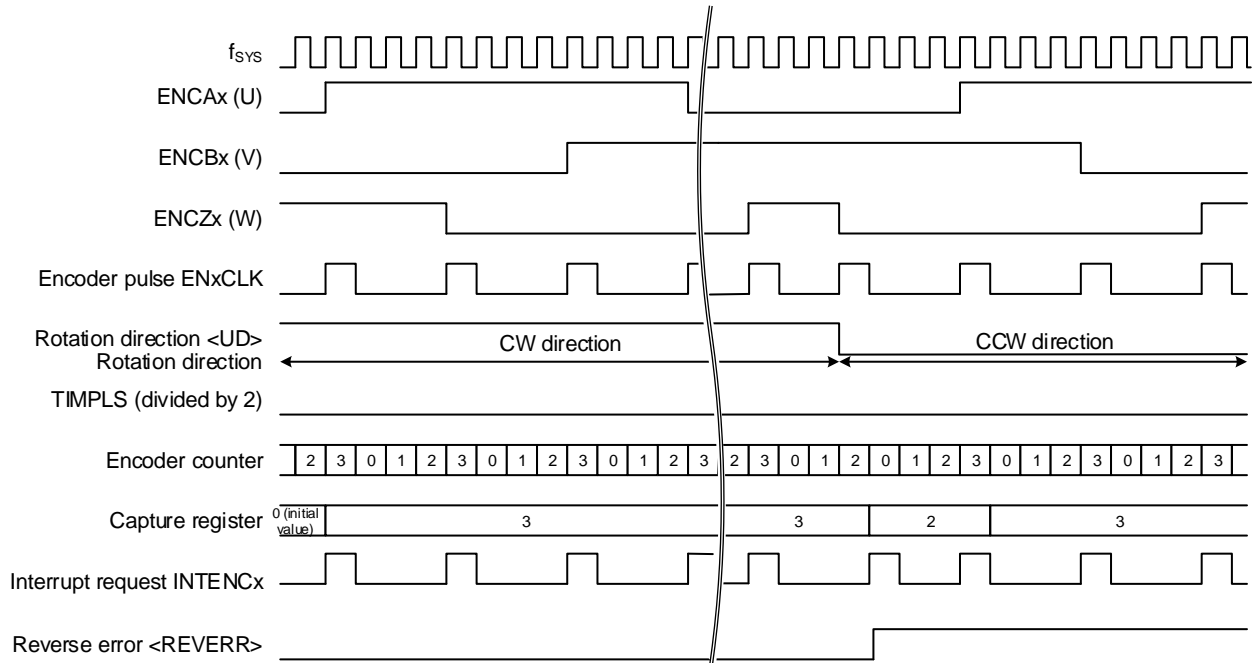 fSYS
ENCAx (U)
ENCBx (V)
ENCZx (W)
Encoder pulse ENxCLK
Rotation direction <UD>
Rotation direction
CW direction
CCW direction
TIMPLS (divided by 2)
Encoder counter
2 3 0 1 2 3 0 1 2 3 0 1 2 3 2 3 0 1 2 0 1 2 3 0 1 2 3 0 1 2 3
Capture register
0 (initial
value)
3
3
2
3
Interrupt request INTENCx
Reverse error <REVERR>